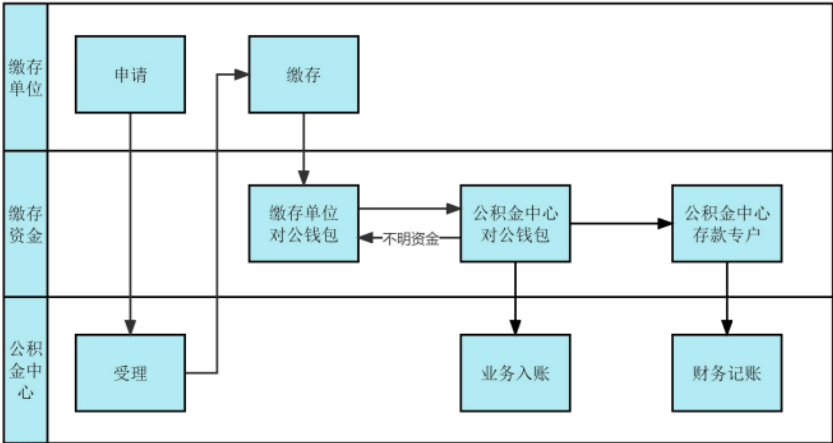 缴存
单位
申请
缴存
缴存
资金
缴存单位
对公钱包
不明资金
公积金中心
对公钱包
公积金中心
存款专户
公积
金中
心
受理
业务入账
财务记账